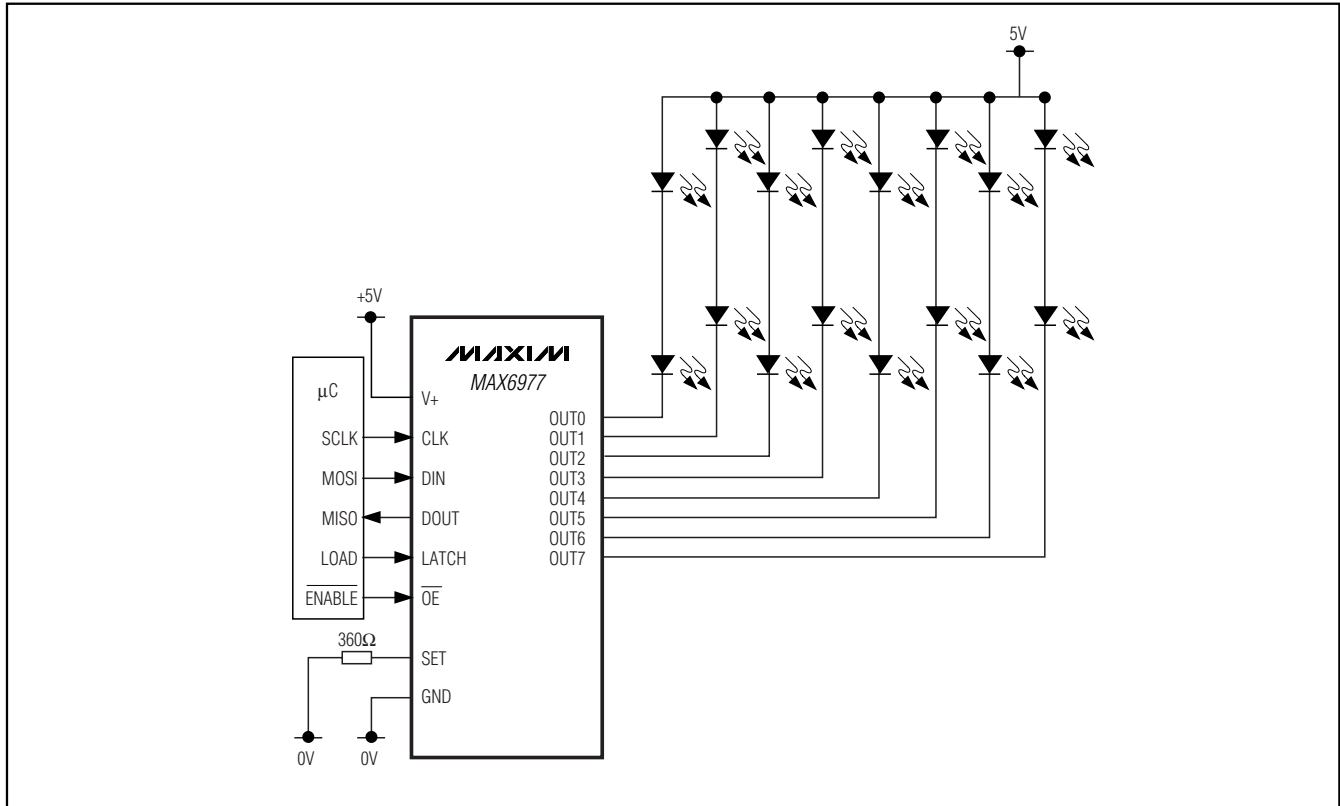 5V
+5V
MAXIM
MAX6977
μC
V+
SCLK
CLK
MOSI
DIN
MISO
DOUT
LOAD
LATCH
ENABLE
OE
360Ω
SET
GND
0V
0V
OUT0
OUT1
OUT2
OUT3
OUT4
OUT5
OUT6
OUT7